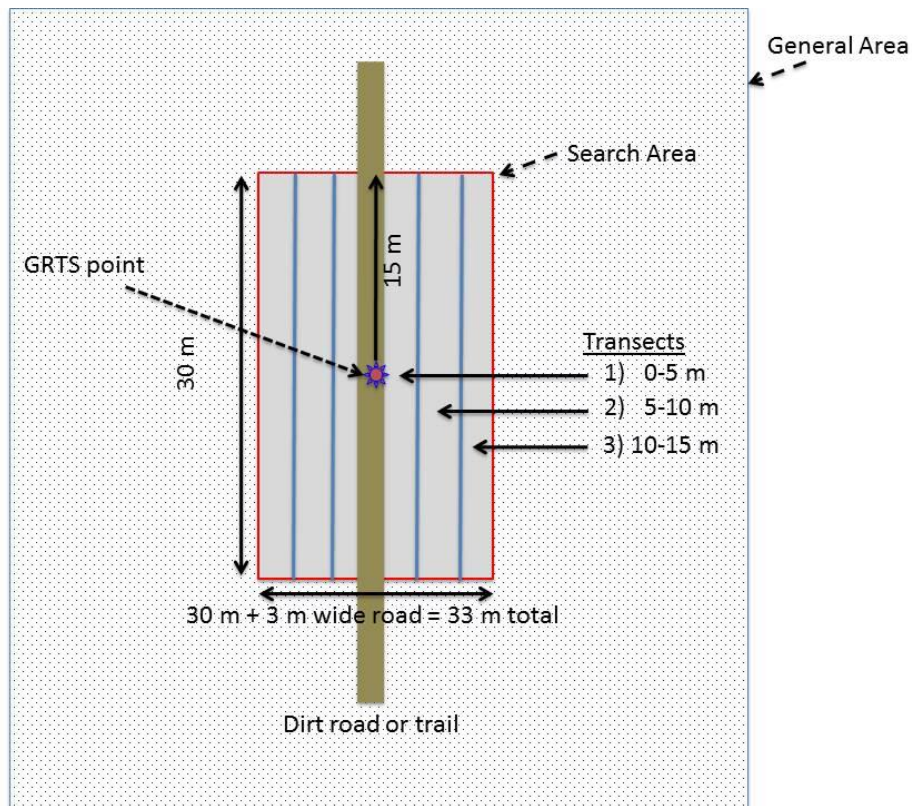 General Area
Search Area
GRTS point
15 m
30 m
Transects
1) 0-5 m
2) 5-10 m
3) 10-15 m
30 m + 3 m wide road = 33 m total
Dirt road or trail